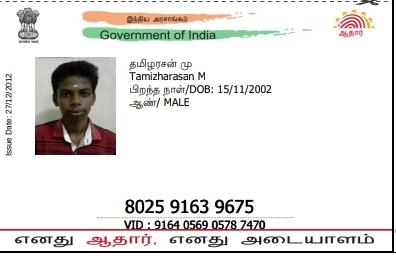 இந்திய அரசாங்கம்
Government of India
ஆதார்
தமிழரசன் மு
Tamizharasan M
பிறந்த நாள்/DOB: 15/11/2002
ஆண்/ MALE
Issue Date: 27/12/2012
8025 9163 9675
VID : 9164 0569 0578 7470
எனது ஆதார், எனது அடையாளம்